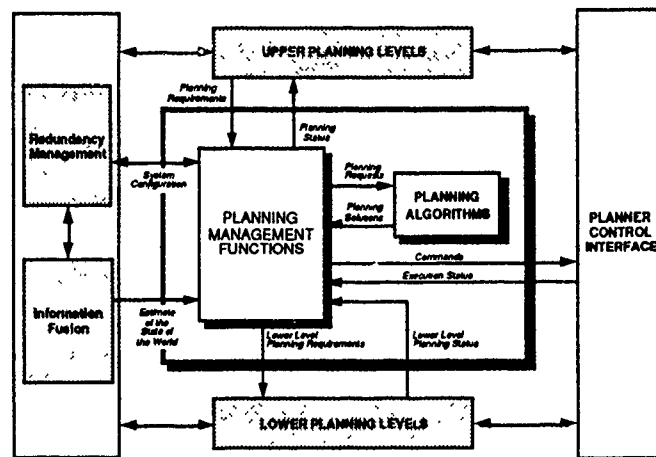 UPPER PLANNING LEVELS
Planning
Requirements
Planning
Status
Redundancy
Management
System
Configuration
PLANNING
MANAGEMENT
FUNCTIONS
Planning
Requests
Planning
Solutions
PLANNING
ALGORITHMS
PLANNER
CONTROL
INTERFACE
Commands
Execution Status
Information
Fusion
Estimate
of the
State of
the World
Lower Level
Planning Requirements
Lower Level
Planning Status
LOWER PLANNING LEVELS